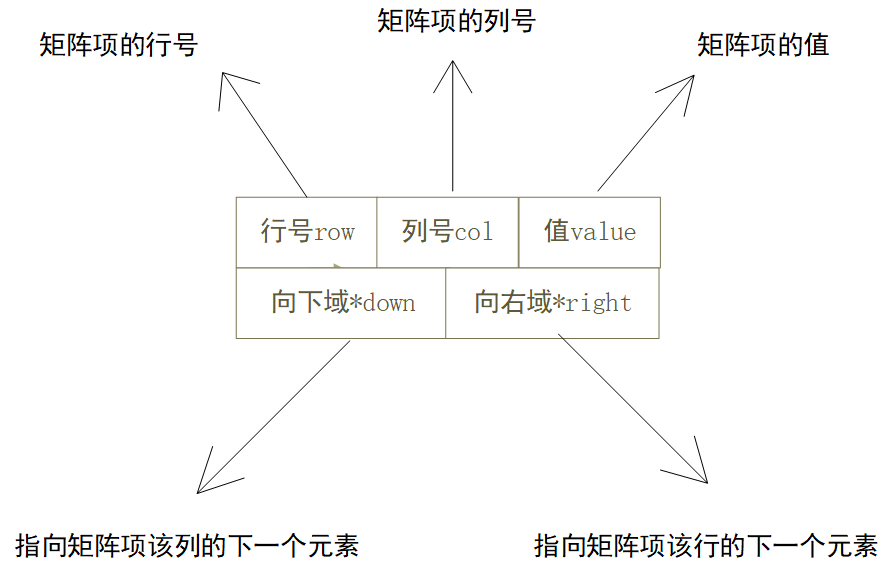 矩阵项的行号
矩阵项的列号
矩阵项的值
行号row
列号col
值value
向下域*down
向右域*right
指向矩阵项该列的下一个元素
指向矩阵项该行的下一个元素